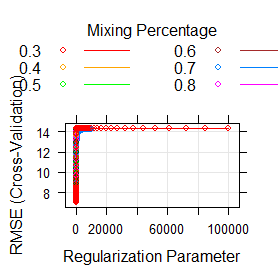 Mixing Percentage
0.3 0.6
0.4 0.7
0.5 0.8
RMSE (Cross-Validation)
14
12
10
8
0 20000 60000 100000
Regularization Parameter